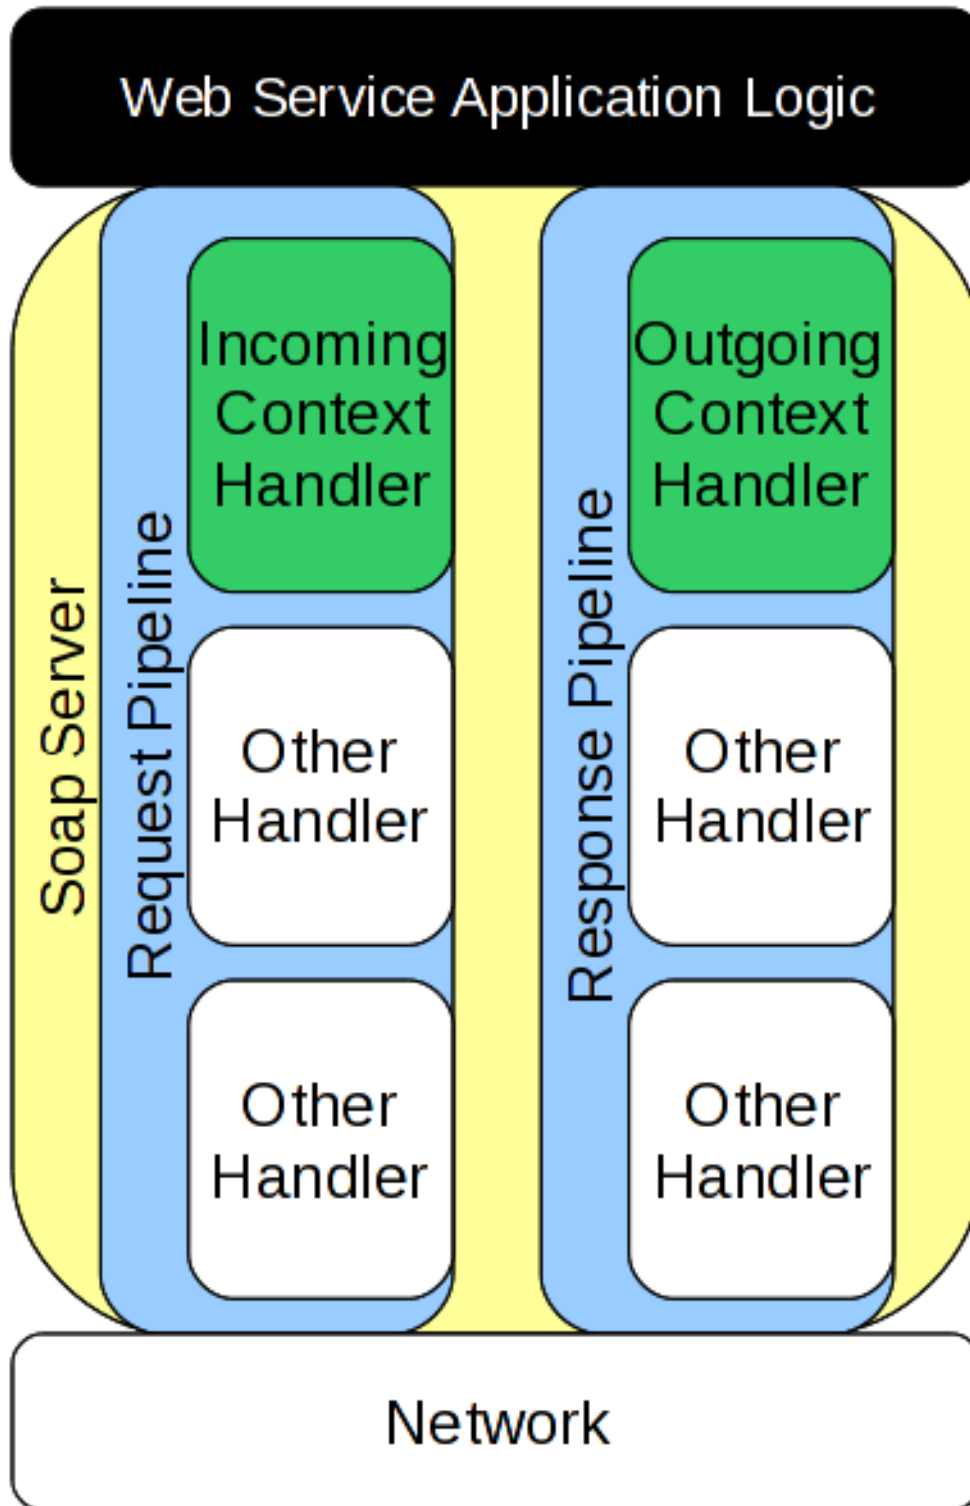 Web Service Application Logic
Soap Server
Request Pipeline
Incoming
Context
Handler
Other
Handler
Other
Handler
Response Pipeline
Outgoing
Context
Handler
Other
Handler
Other
Handler
Network